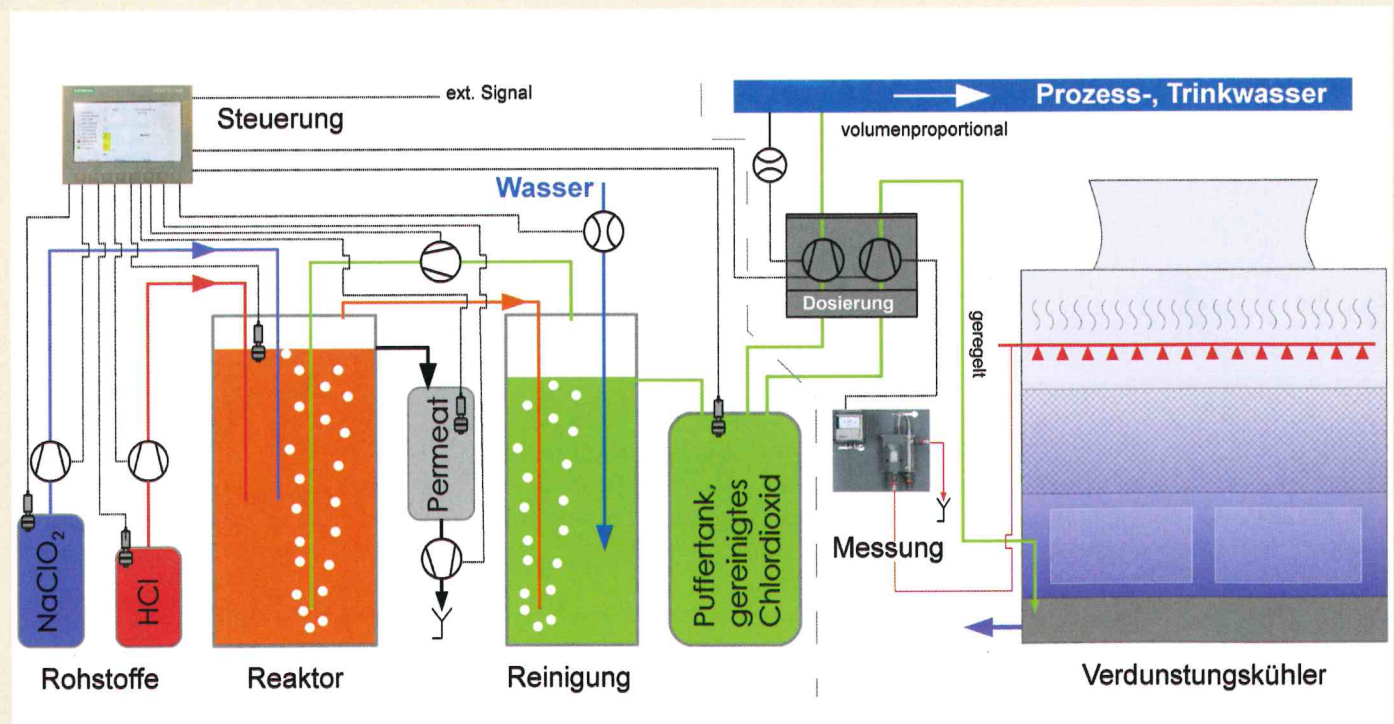 SIEMENS
ext. Signal
Steuerung
Prozess-, Trinkwasser
volumenproportional
Wasser
Dosierung
geregelt
NaClO₂
HCl
Permeat
Puffertank,
gereinigtes
Chlordioxid
Messung
Rohstoffe
Reaktor
Reinigung
Verdunstungskühler